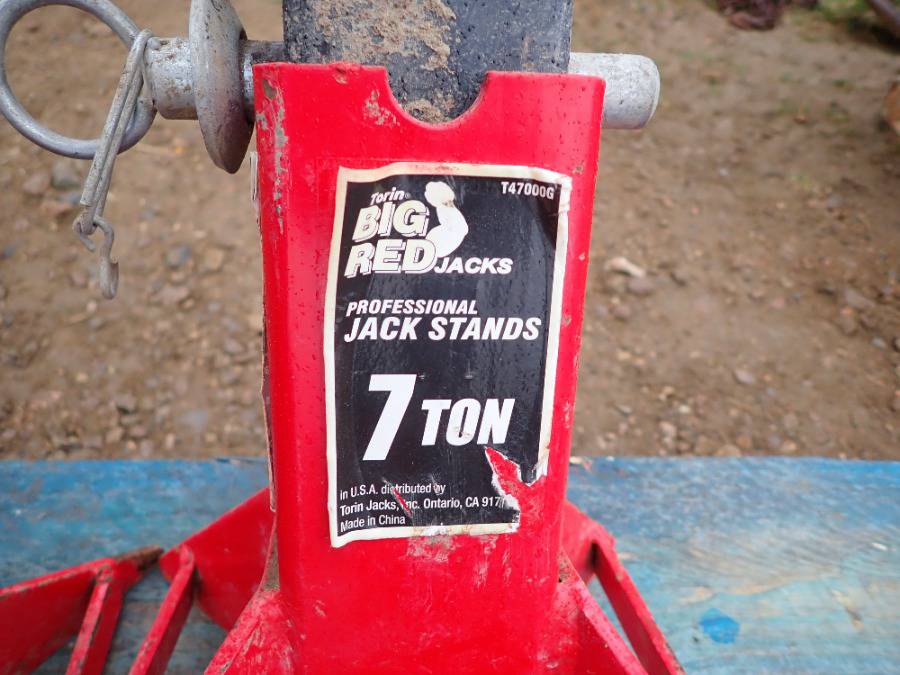 T47000G
Torin®
BIG
RED JACKS
PROFESSIONAL
JACK STANDS
7 TON
in U.S.A. distributed by
Torin Jacks, Inc. Ontario, CA
Made in China